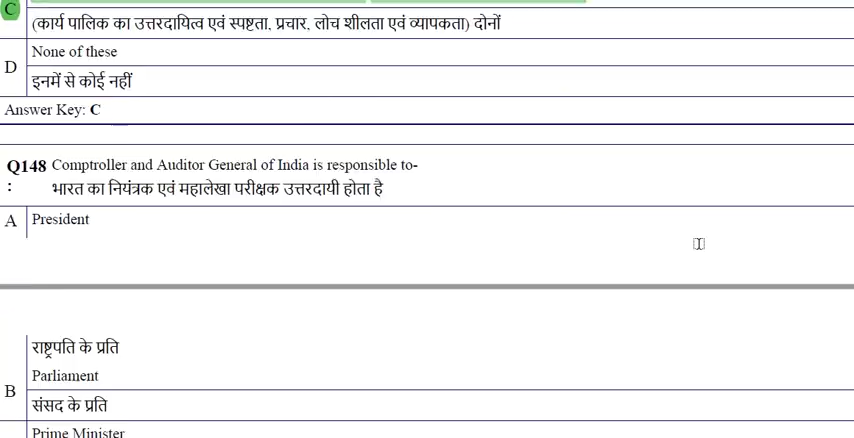 C
(कार्य पालिक का उत्तरदायित्व एवं स्पष्टता, प्रचार, लोच शीलता एवं व्यापकता) दोनों
None of these
D
इनमें से कोई नहीं
Answer Key: C
Q148 Comptroller and Auditor General of India is responsible to-
: भारत का नियंत्रक एवं महालेखा परीक्षक उत्तरदायी होता है
A President
राष्ट्रपति के प्रति
Parliament
B
संसद के प्रति
Prime Minister